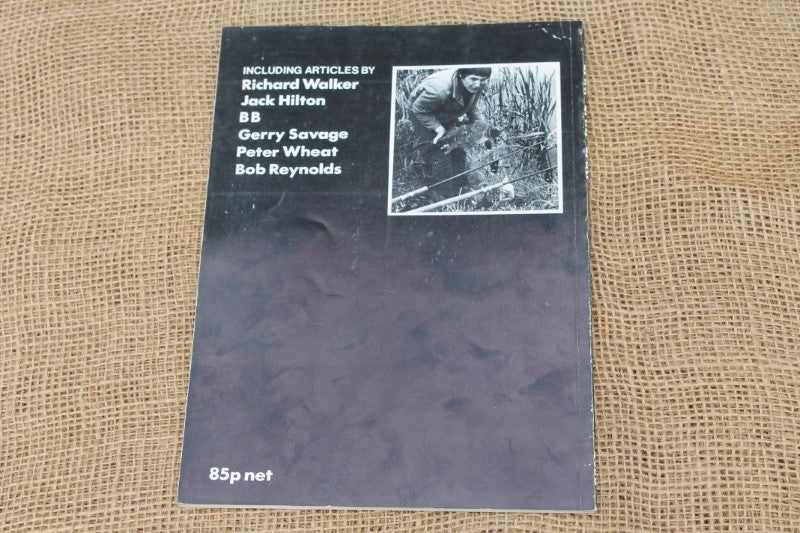 INCLUDING ARTICLES BY
Richard Walker
Jack Hilton
B B
Gerry Savage
Peter Wheat
Bob Reynolds
85p net